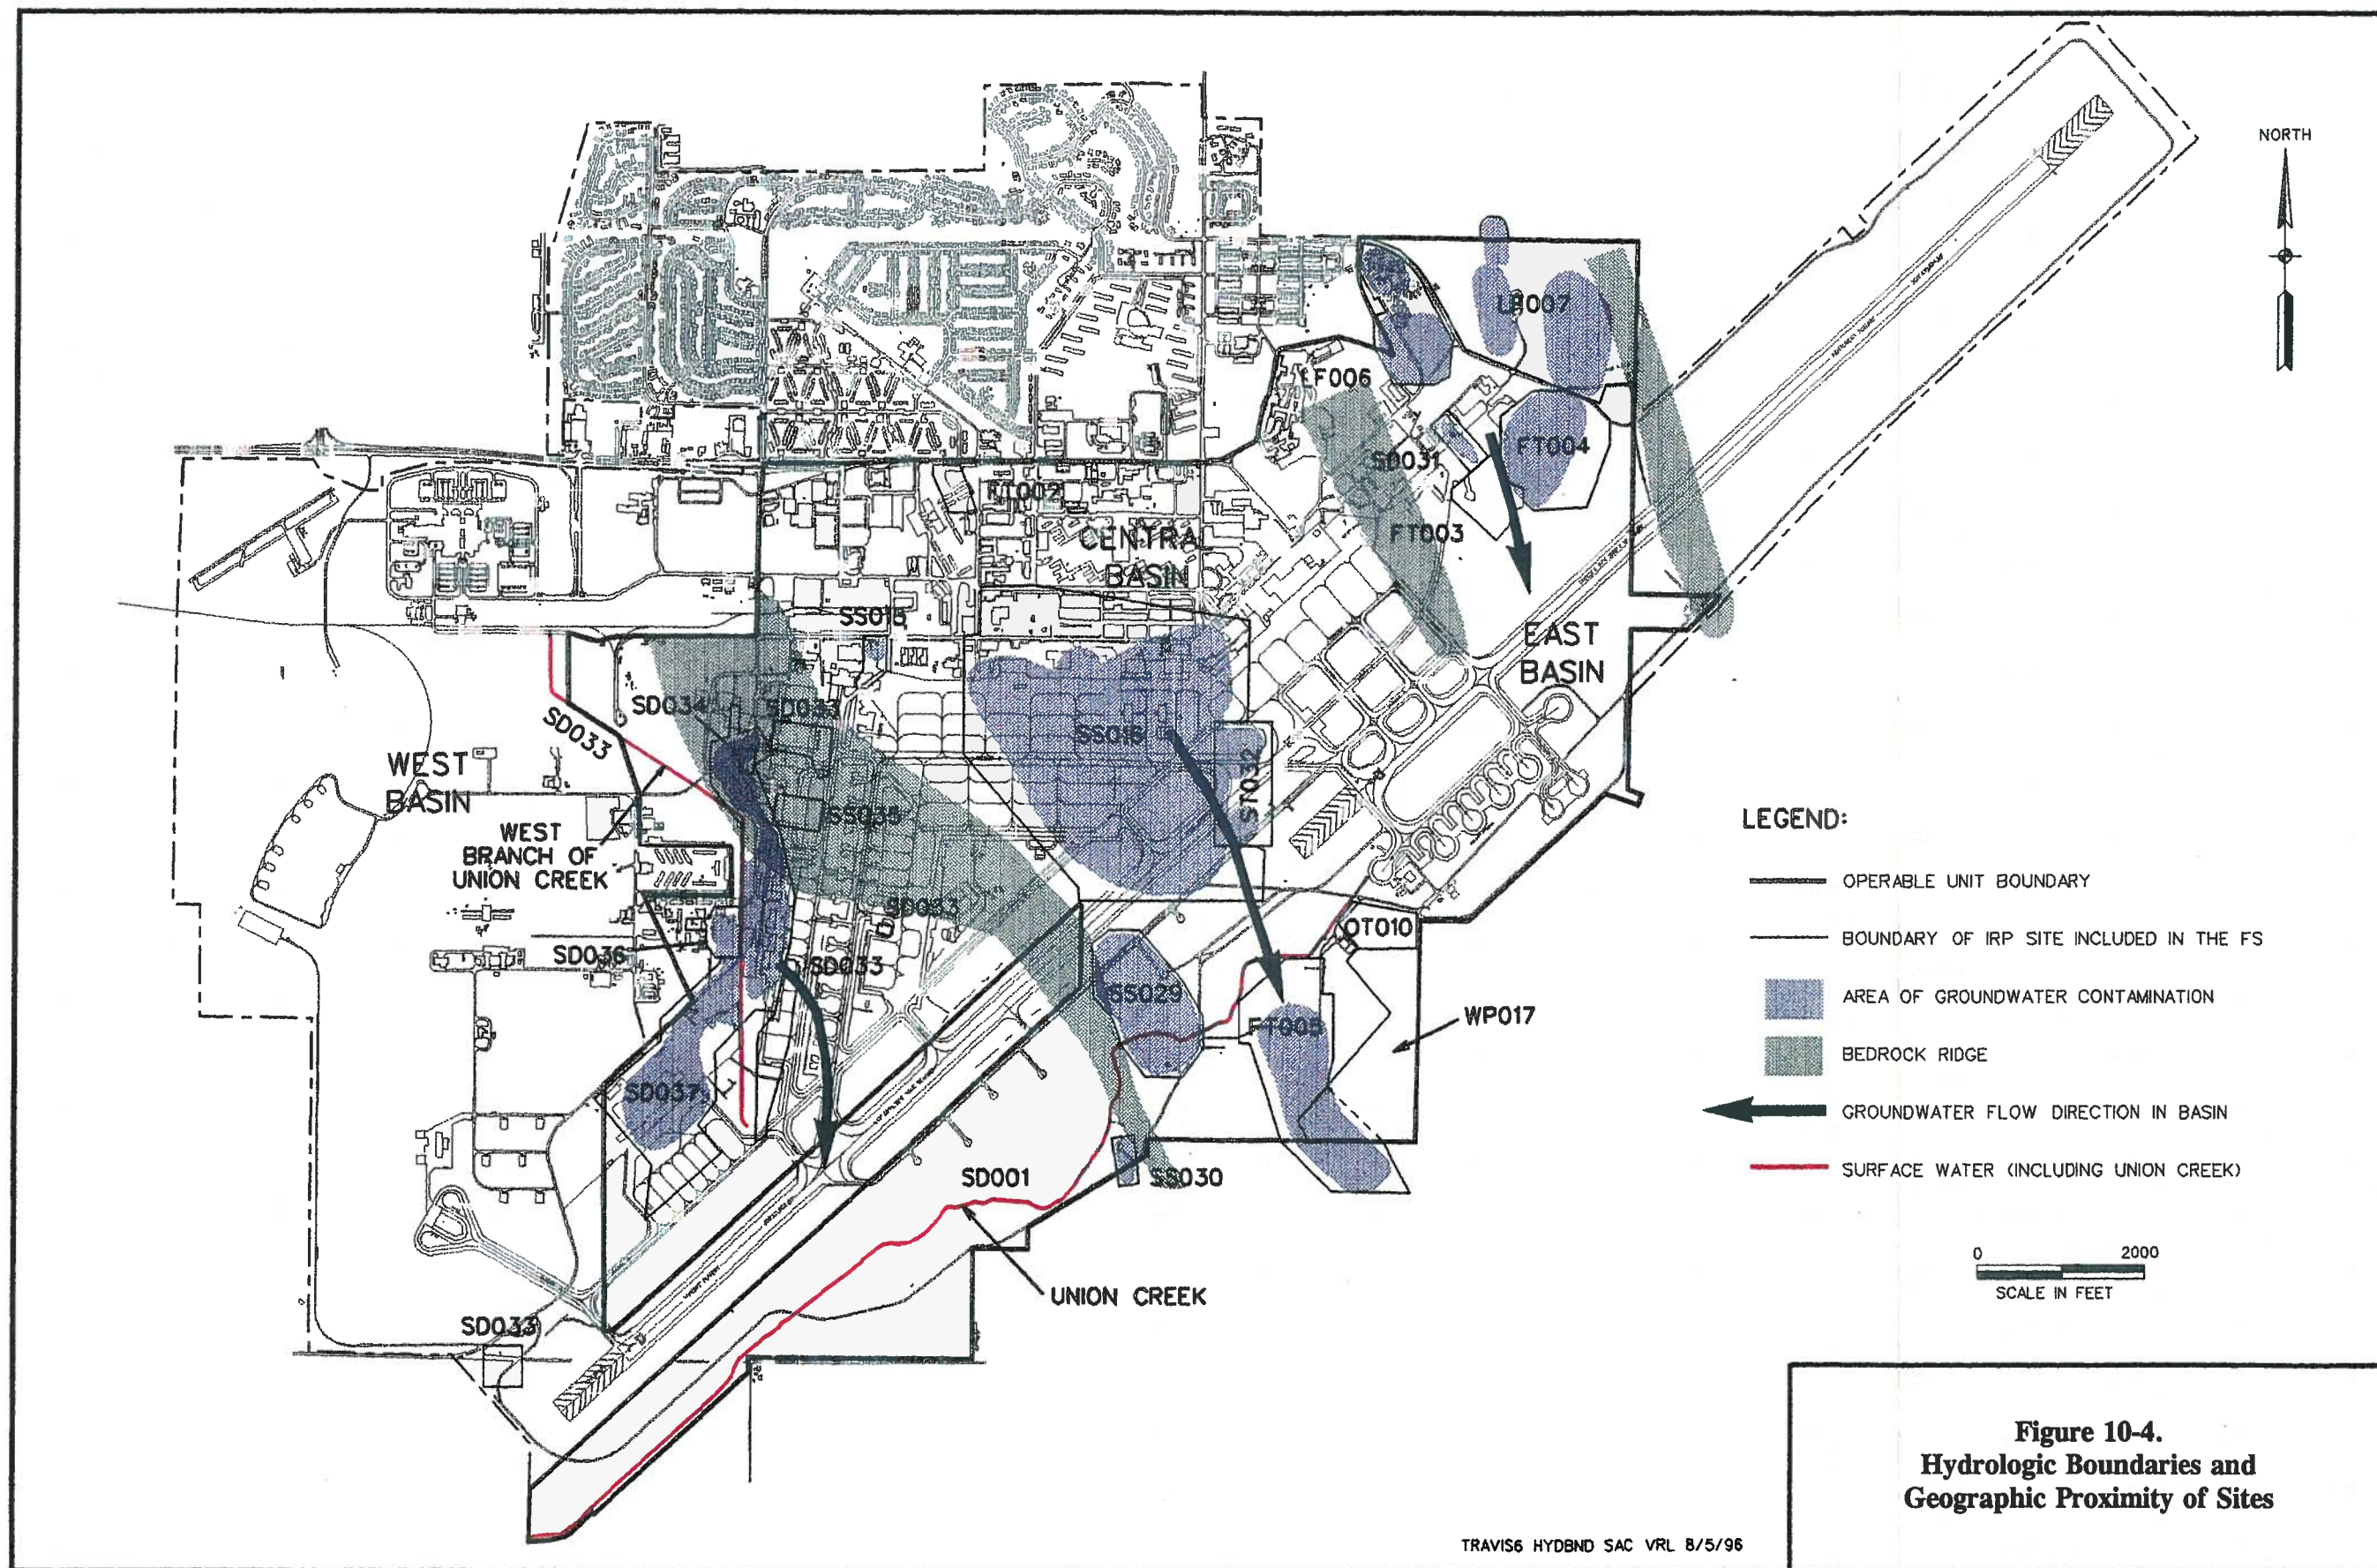 NORTH
LF007
LF006
FT004
SD031
FT002
FT003
CENTRAL
BASIN
SS015
EAST
BASIN
SD034
SD033
SD033
SS016
WEST
BASIN
ST032
SS035
WEST
BRANCH OF
UNION CREEK
SD033
OT010
SD036
SD033
SS029
WP017
FT005
SD037
SD001
SS030
UNION CREEK
SD033
LEGEND:
OPERABLE UNIT BOUNDARY
BOUNDARY OF IRP SITE INCLUDED IN THE FS
AREA OF GROUNDWATER CONTAMINATION
BEDROCK RIDGE
GROUNDWATER FLOW DIRECTION IN BASIN
SURFACE WATER (INCLUDING UNION CREEK)
0 2000
SCALE IN FEET
Figure 10-4.
Hydrologic Boundaries and
Geographic Proximity of Sites
TRAVIS6 HYDBND SAC VRL 8/5/96